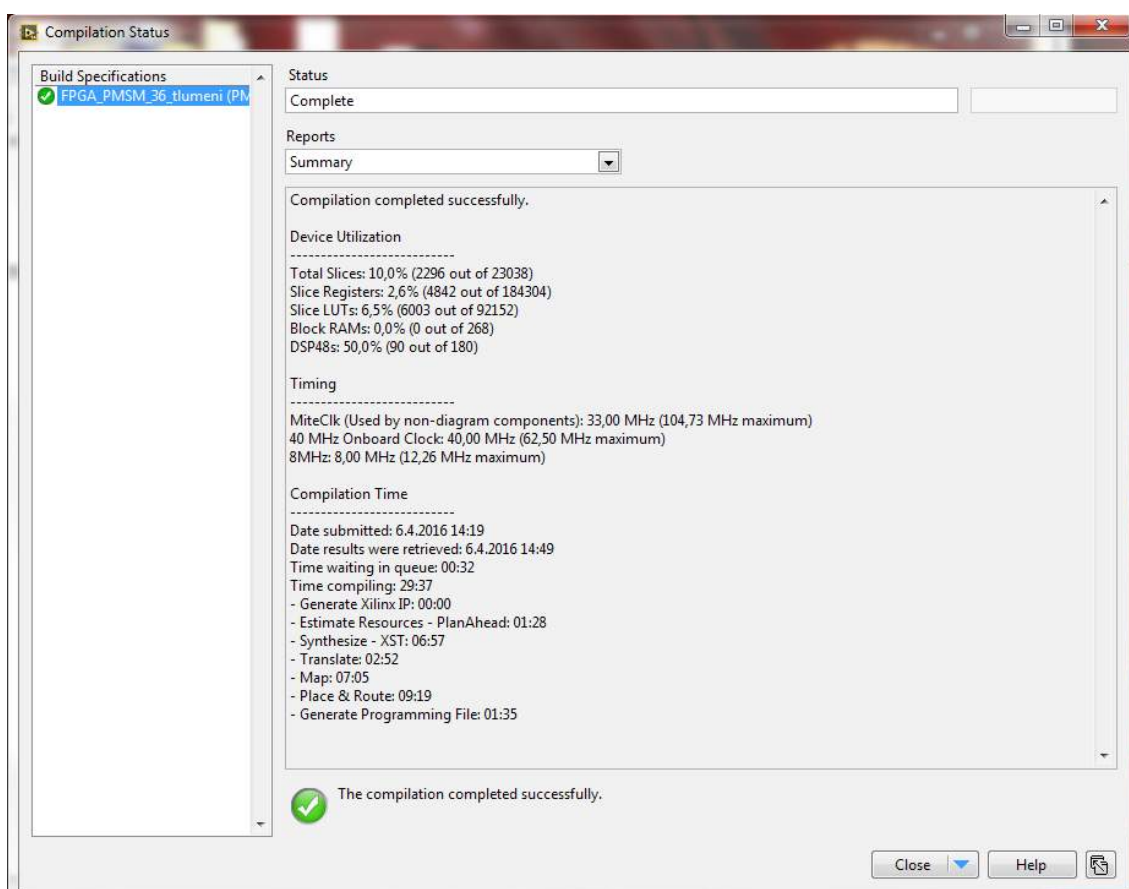 Compilation Status
Build Specifications
FPGA_PMSM_36_tlumeni (PM
Status
Complete
Reports
Summary
Compilation completed successfully.
Device Utilization
---------------------------
Total Slices: 10,0% (2296 out of 23038)
Slice Registers: 2,6% (4842 out of 184304)
Slice LUTs: 6,5% (6003 out of 92152)
Block RAMs: 0,0% (0 out of 268)
DSP48s: 50,0% (90 out of 180)
Timing
---------------------------
MiteClk (Used by non-diagram components): 33,00 MHz (104,73 MHz maximum)
40 MHz Onboard Clock: 40,00 MHz (62,50 MHz maximum)
8MHz: 8,00 MHz (12,26 MHz maximum)
Compilation Time
---------------------------
Date submitted: 6.4.2016 14:19
Date results were retrieved: 6.4.2016 14:49
Time waiting in queue: 00:32
Time compiling: 29:37
- Generate Xilinx IP: 00:00
- Estimate Resources - PlanAhead: 01:28
- Synthesize - XST: 06:57
- Translate: 02:52
- Map: 07:05
- Place & Route: 09:19
- Generate Programming File: 01:35
The compilation completed successfully.
Close
Help